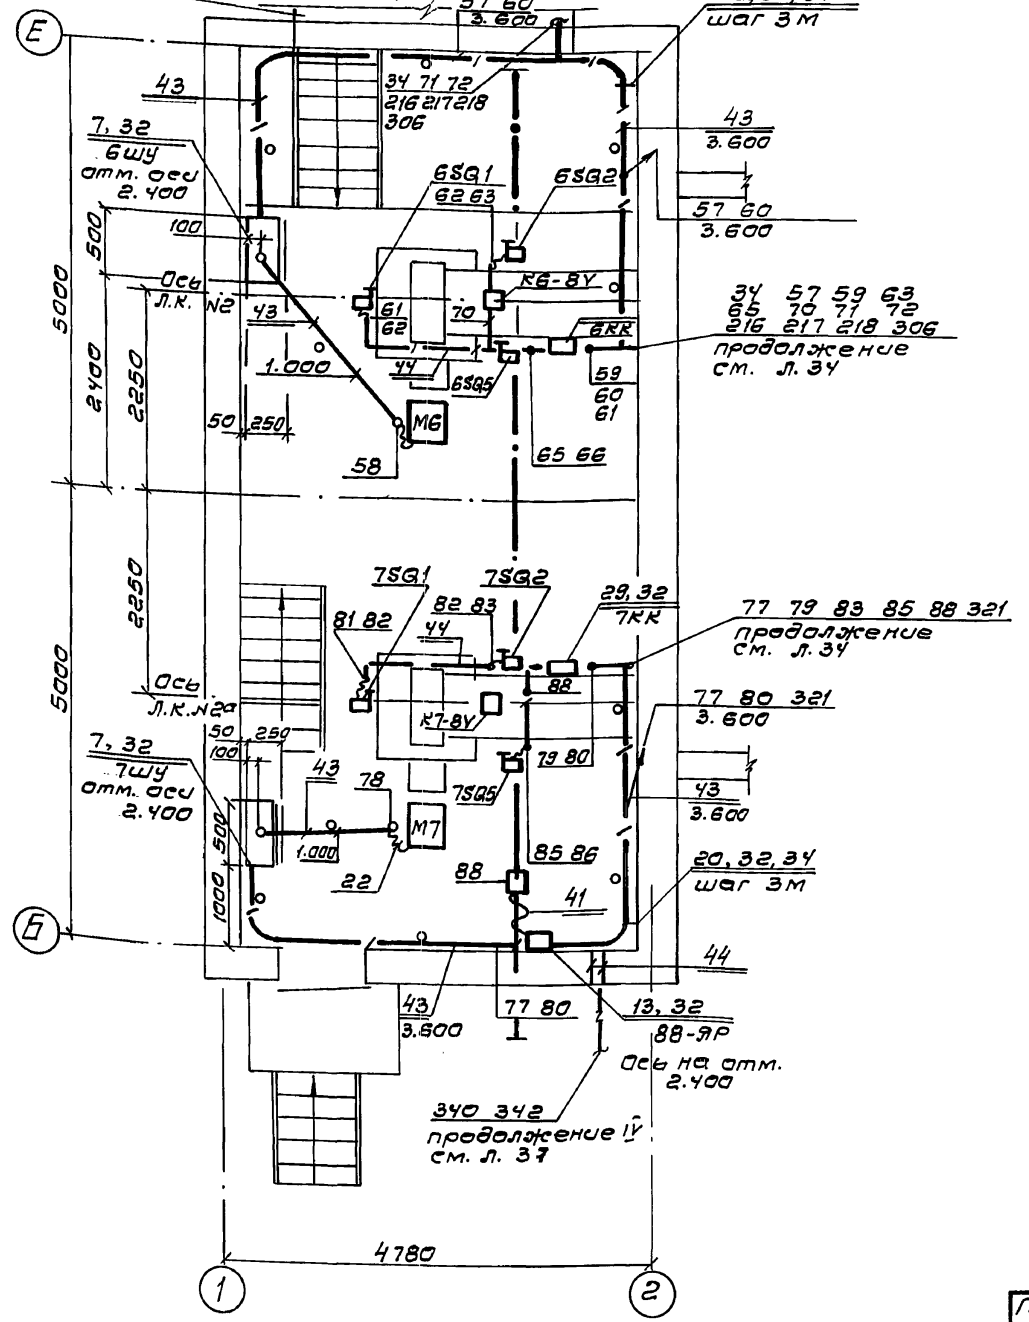 57 60
3.600
шаг 3м
Е
34 71 72
216 217 218
306
43
7, 32
6ШУ
отм. оси
2.400
43
3.600
6SQ1
62 63
6SQ2
57 60
3.600
500
100
5000
Ось
Л.К. №2
К6-8У
34 57 59 63
65 70 71 72
216 217 218 306
продолжение
см. л. 34
61
62
70
6КК
43
44
2400
2250
1.000
6SQ5
59
60
61
50
250
М6
58
65 66
7SQ1
7SQ2
29, 32
7КК
2250
81 82
82 83
44
77 79 83 85 88 321
продолжение
см. л. 34
5000
Ось
Л.К.№2а
88
К7-8У
77 80 321
3.600
50
250
100
7, 32
7ШУ
отм. оси
2.400
43
78
7SQ5
79 80
43
3.600
500
М7
1.000
22
85 86
88
20, 32, 34
шаг 3м
1000
41
Б
44
43
3.600
77 80
13, 32
88-ЯР
Ось на отм.
2.400
340 342
продолжение IV
см. л. 37
4780
1
2